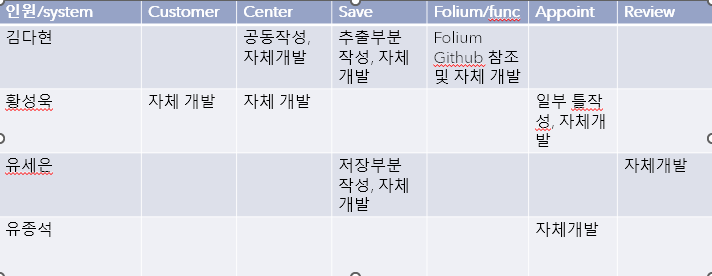 인원/system Customer Center Save Folium/func Appoint Review
김다현 공동작성, 자체개발 추출부분 작성, 자체 개발 Folium Github 참조 및 자체 개발
황성욱 자체 개발 자체 개발 일부 틀작성, 자체개발
유세은 저장부분 작성, 자체 개발 자체개발
유종석 자체개발